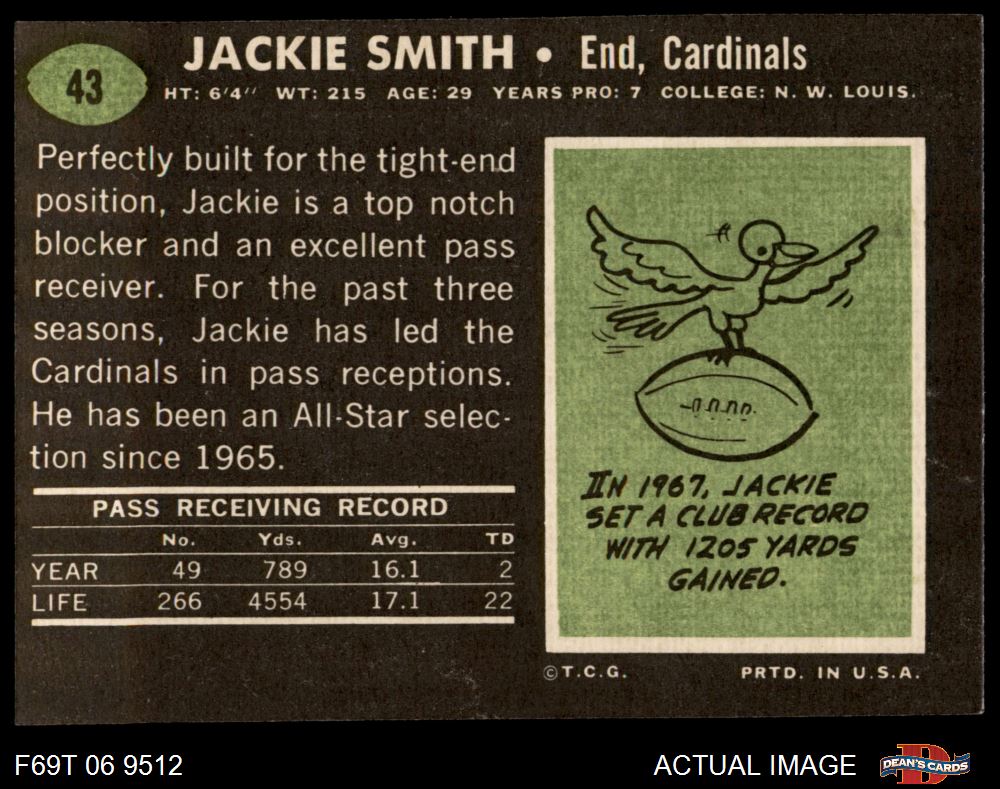 43
JACKIE SMITH • End, Cardinals
HT: 6'4" WT: 215 AGE: 29 YEARS PRO: 7 COLLEGE: N. W. LOUIS.
Perfectly built for the tight-end
position, Jackie is a top notch
blocker and an excellent pass
receiver. For the past three
seasons, Jackie has led the
Cardinals in pass receptions.
He has been an All-Star selec-
tion since 1965.
PASS RECEIVING RECORD
No. Yds. Avg. TD
YEAR 49 789 16.1 2
LIFE 266 4554 17.1 22
IN 1967, JACKIE
SET A CLUB RECORD
WITH 1205 YARDS
GAINED.
©T.C.G. PRTD. IN U.S.A.
F69T 06 9512 ACTUAL IMAGE
DEAN'S CARDS